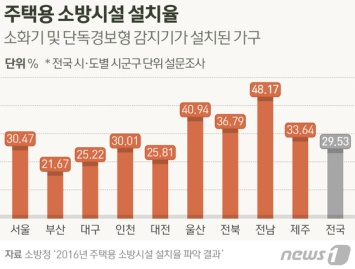 주택용 소방시설 설치율
소화기 및 단독경보형 감지기가 설치된 가구
단위 % *전국 시·도별 시군구 단위 설문조사
30.47 21.67 25.22 30.01 25.81 40.94 36.79 48.17 33.64 29.53
서울 부산 대구 인천 대전 울산 전북 전남 제주 전국
자료 소방청 '2016년 주택용 소방시설 설치율 파악 결과'
news1